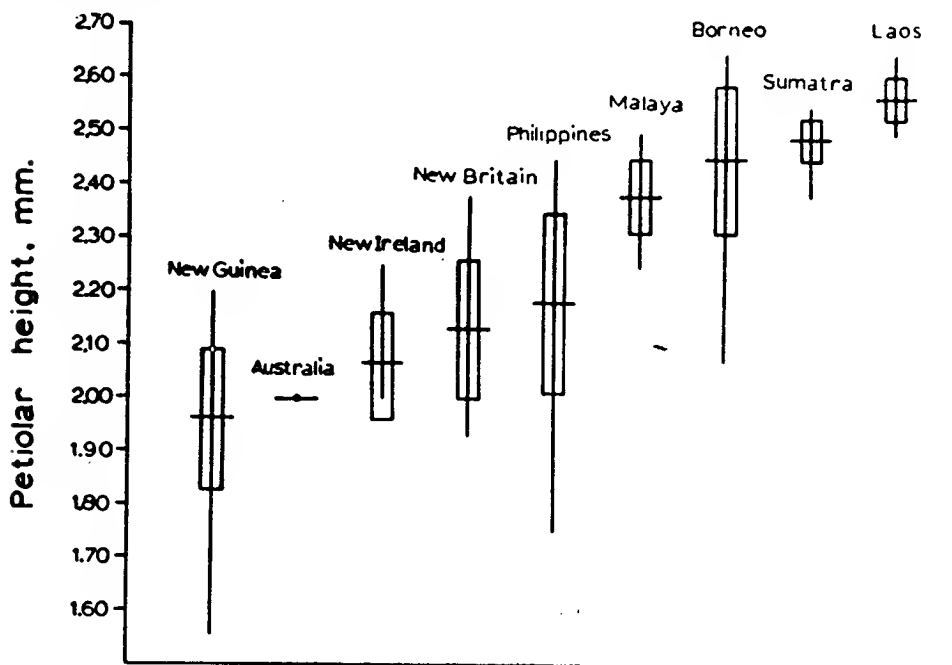 2,70
2,60
2,50
2,40
2,30
2,20
2,10
2,00
1,90
1,80
1,70
1,60
Petiolar height, mm.
New Guinea
Australia
New Ireland
New Britain
Philippines
Malaya
Borneo
Sumatra
Laos